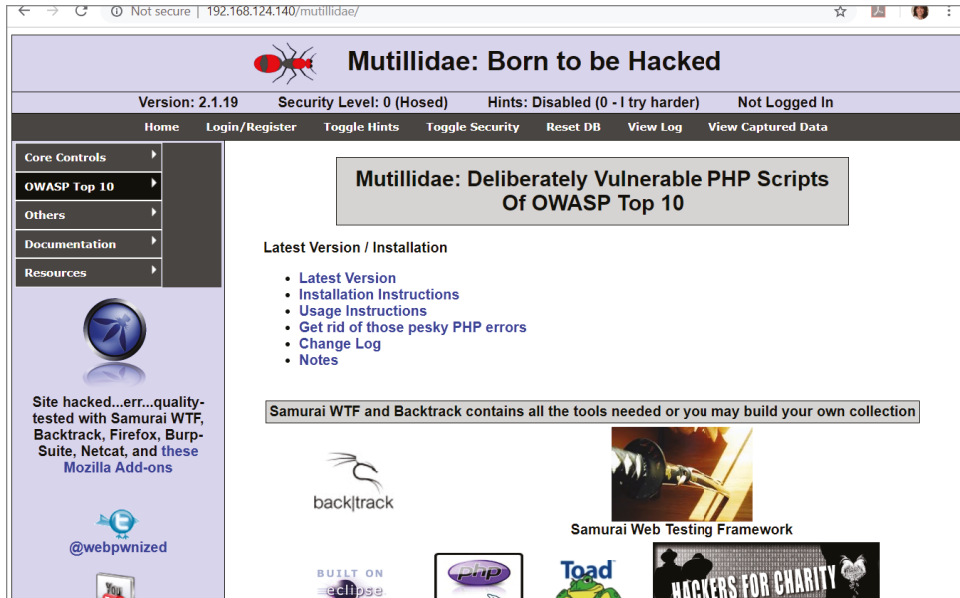 Not secure | 192.168.124.140/mutillidae/
Mutillidae: Born to be Hacked
Version: 2.1.19 Security Level: 0 (Hosed) Hints: Disabled (0 - I try harder) Not Logged In
Home Login/Register Toggle Hints Toggle Security Reset DB View Log View Captured Data
Core Controls
OWASP Top 10
Others
Documentation
Resources
Site hacked...err...quality-
tested with Samurai WTF,
Backtrack, Firefox, Burp-
Suite, Netcat, and these
Mozilla Add-ons
@webpwnized
You
Mutillidae: Deliberately Vulnerable PHP Scripts
Of OWASP Top 10
Latest Version / Installation
• Latest Version
• Installation Instructions
• Usage Instructions
• Get rid of those pesky PHP errors
• Change Log
• Notes
Samurai WTF and Backtrack contains all the tools needed or you may build your own collection
back|track
Samurai Web Testing Framework
BUILT ON
eclipse
php
Toad
HACKERS FOR CHARITY